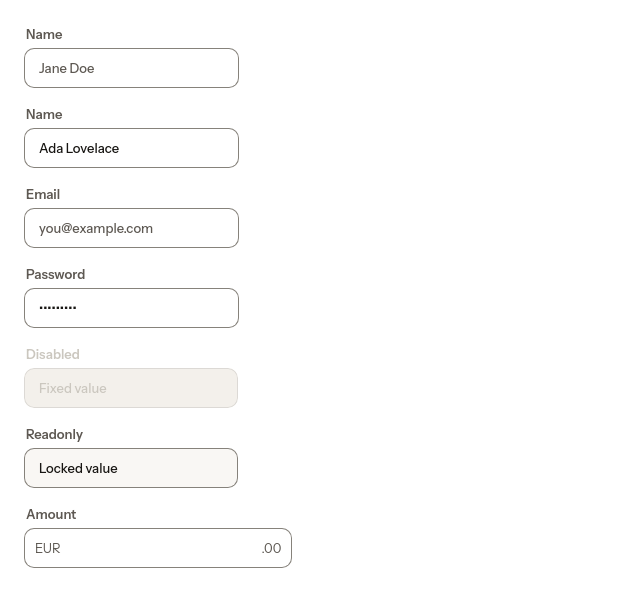 Name
Jane Doe
Name
Ada Lovelace
Email
you@example.com
Password
•••••••••
Disabled
Fixed value
Readonly
Locked value
Amount
EUR .00